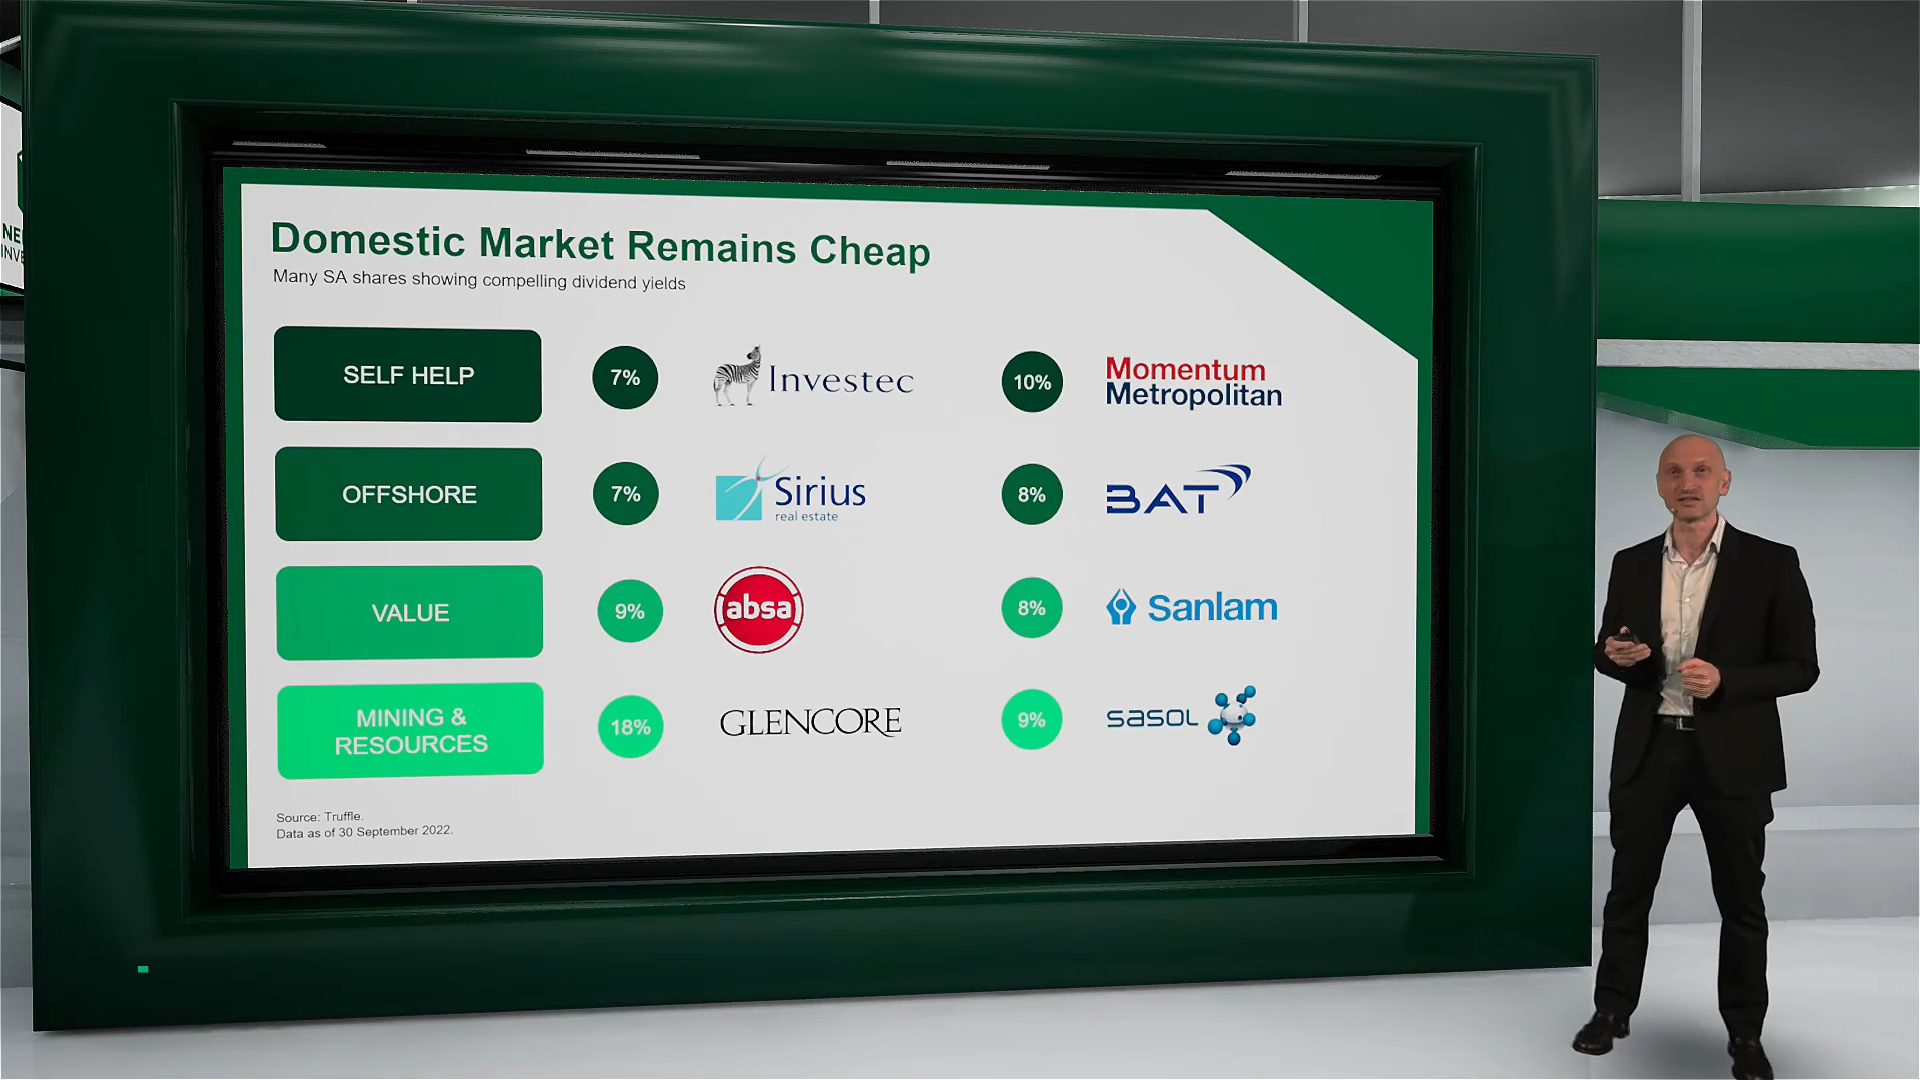 NE
INVE
Domestic Market Remains Cheap
Many SA shares showing compelling dividend yields
SELF HELP
7%
Investec
10%
Momentum
Metropolitan
OFFSHORE
7%
Sirius
real estate
8%
BAT
VALUE
9%
absa
8%
Sanlam
MINING &
RESOURCES
18%
GLENCORE
9%
sasol
Source: Truffle.
Data as of 30 September 2022.